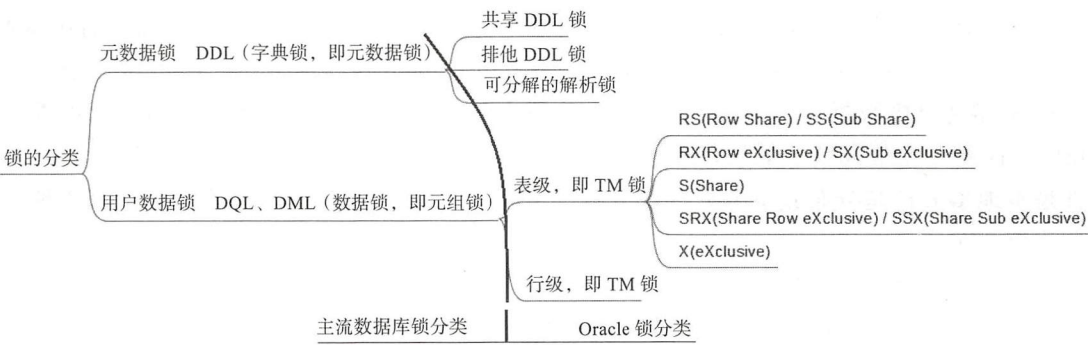 锁的分类
元数据锁 DDL（字典锁，即元数据锁）
共享 DDL 锁
排他 DDL 锁
可分解的解析锁
用户数据锁 DQL、DML（数据锁，即元组锁）
表级，即 TM 锁
RS(Row Share) / SS(Sub Share)
RX(Row eXclusive) / SX(Sub eXclusive)
S(Share)
SRX(Share Row eXclusive) / SSX(Share Sub eXclusive)
X(eXclusive)
行级，即 TM 锁
主流数据库锁分类
Oracle 锁分类